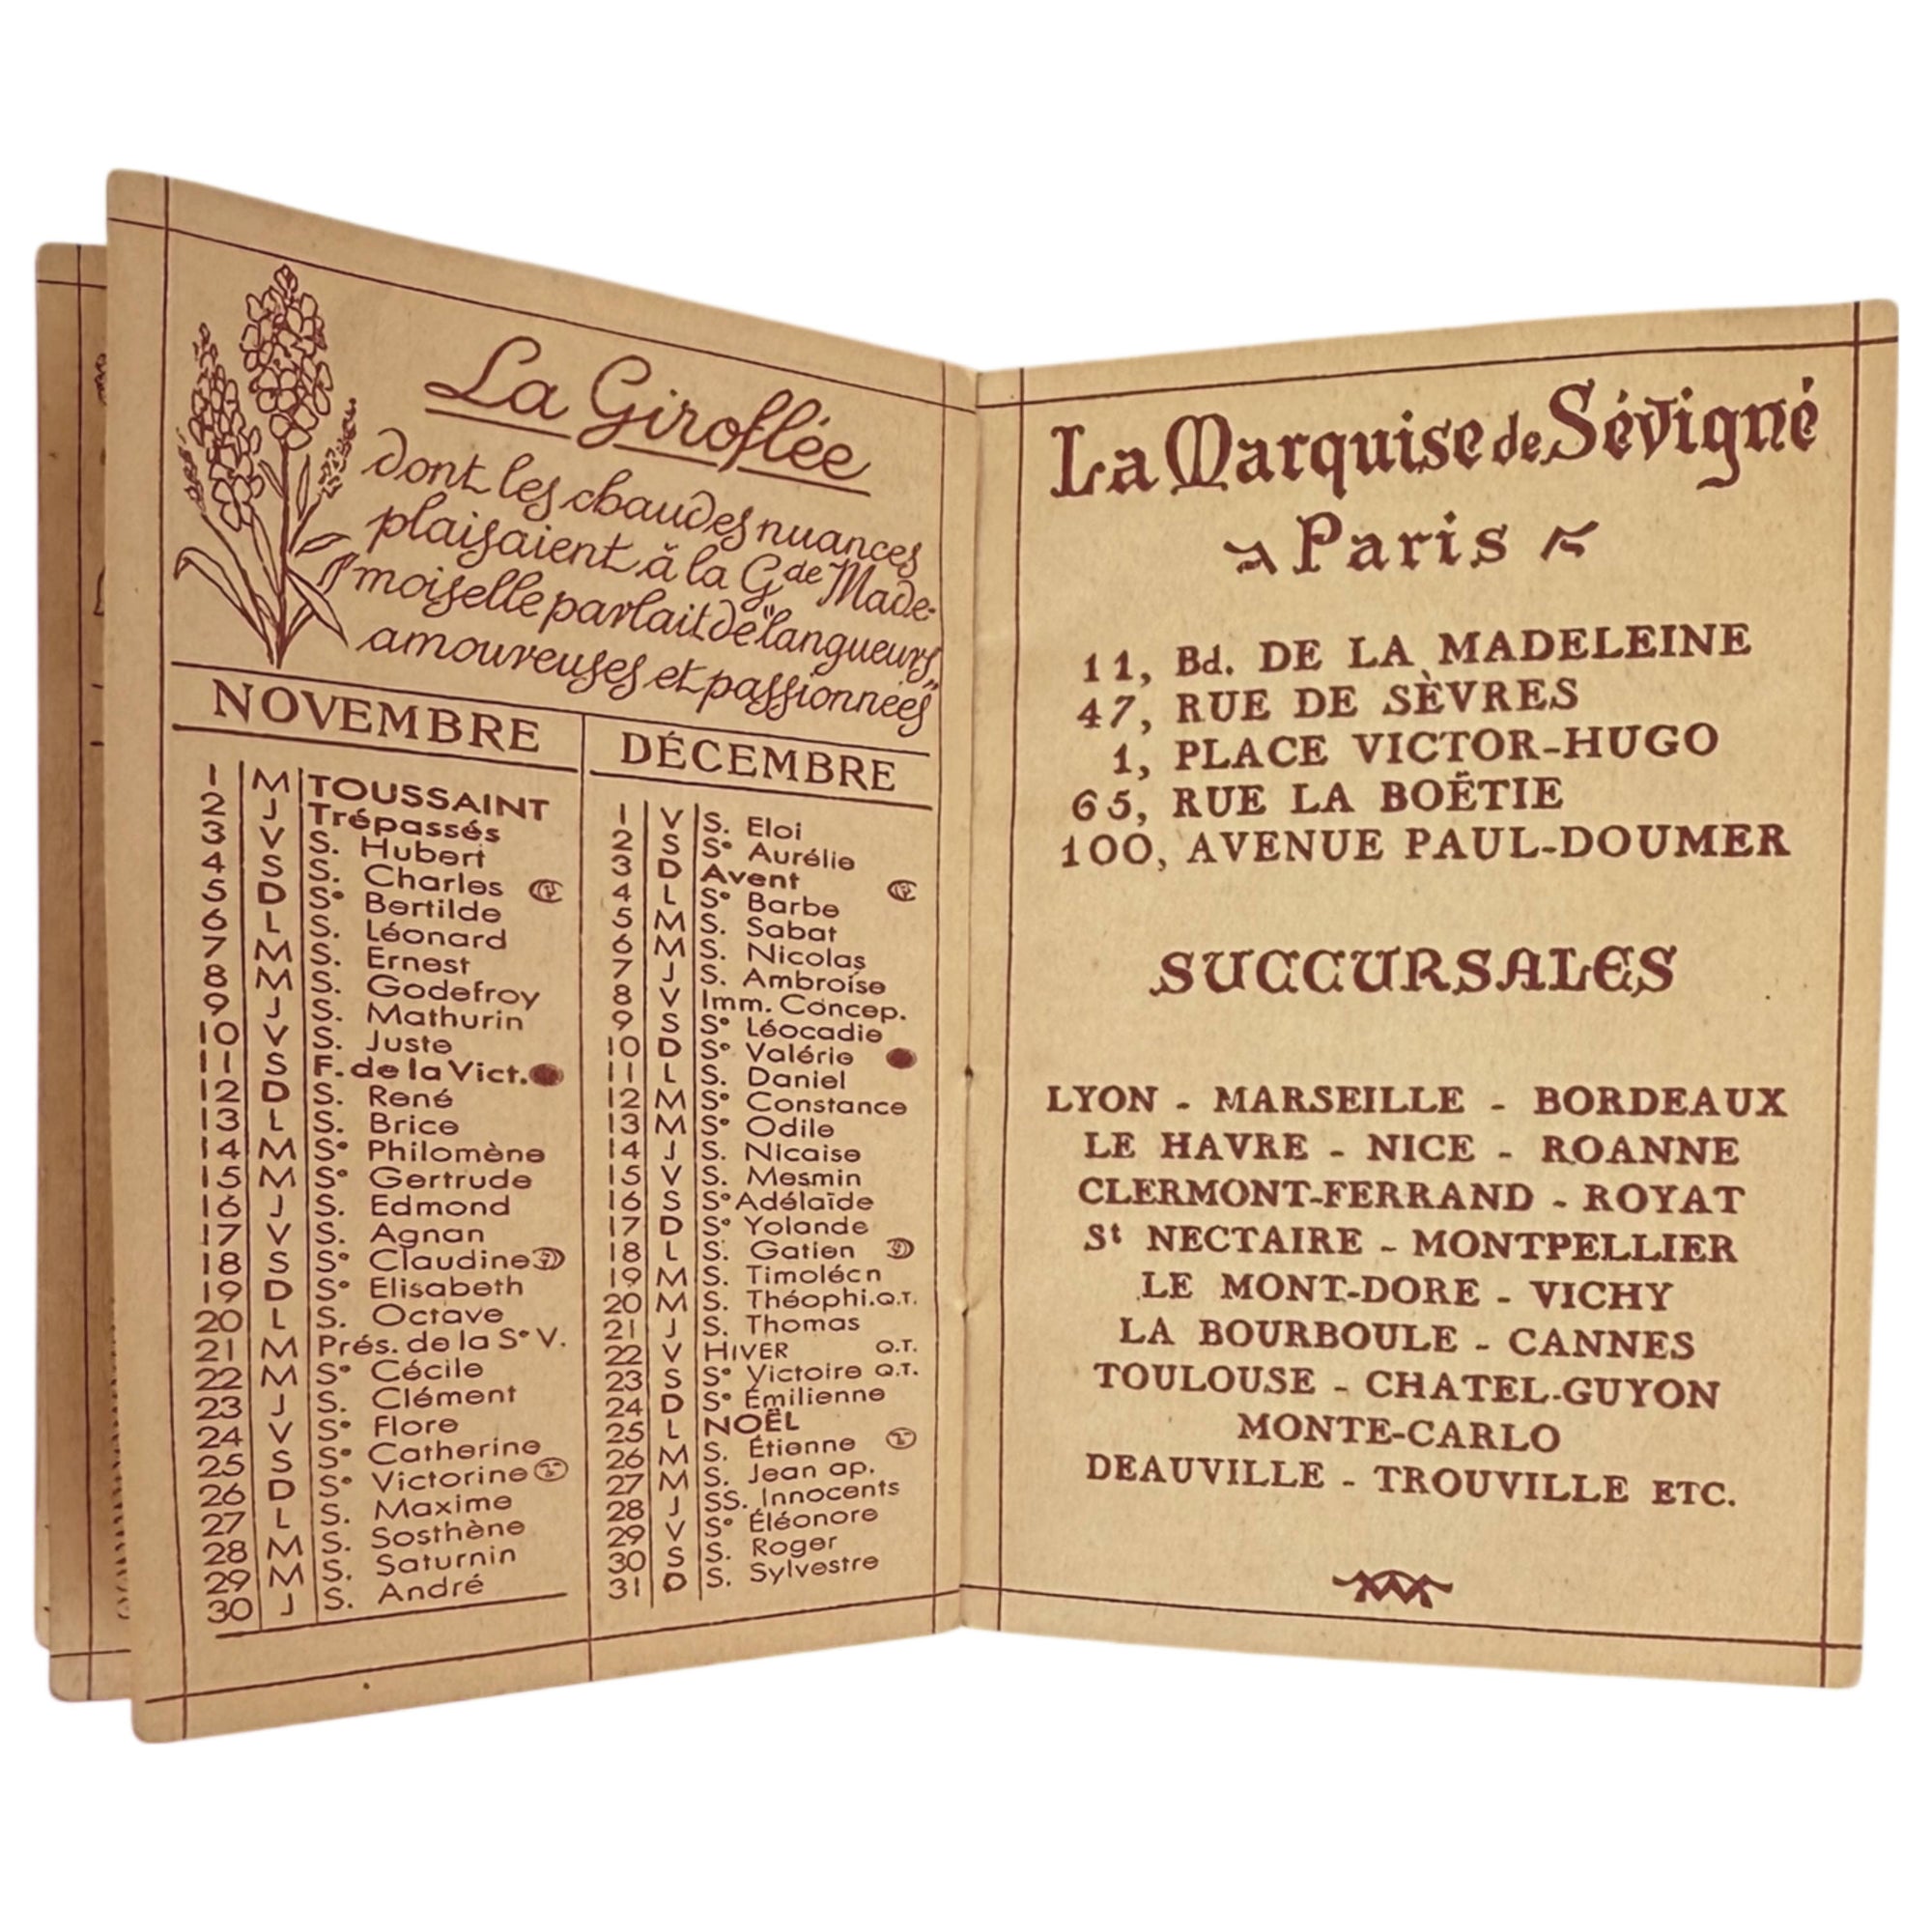 La Giroflée
dont les chaudes nuances
plaisaient à la Gde Made-
moiselle parlait de "langueurs
amoureuses et passionnées"
NOVEMBRE
1 M TOUSSAINT
2 J Trépassés
3 V S. Hubert
4 S S. Charles
5 D Se Bertilde
6 L S. Léonard
7 M S. Ernest
8 M S. Godefroy
9 J S. Mathurin
10 V S. Juste
11 S F. de la Vict.
12 D S. René
13 L S. Brice
14 M Se Philomène
15 M Se Gertrude
16 J S. Edmond
17 V S. Agnan
18 S Se Claudine
19 D Se Elisabeth
20 L S. Octave
21 M Prés. de la Se V.
22 M Se Cécile
23 J S. Clément
24 V Se Flore
25 S Se Catherine
26 D Se Victorine
27 L S. Maxime
28 M S. Sosthène
29 M S. Saturnin
30 J S. André
DÉCEMBRE
1 V S. Eloi
2 S Se Aurélie
3 D Avent
4 L Se Barbe
5 M S. Sabat
6 M S. Nicolas
7 J S. Ambroise
8 V Imm. Concep.
9 S Se Léocadie
10 D Se Valérie
11 L S. Daniel
12 M Se Constance
13 M Se Odile
14 J S. Nicaise
15 V S. Mesmin
16 S Se Adélaïde
17 D Se Yolande
18 L S. Gatien
19 M S. Timoléon
20 M S. Théophi. Q.T.
21 J S. Thomas
22 V HIVER Q.T.
23 S Se Victoire Q.T.
24 D Se Émilienne
25 L NOËL
26 M S. Étienne
27 M S. Jean ap.
28 J SS. Innocents
29 V Se Éléonore
30 S S. Roger
31 D S. Sylvestre
La Marquise de Sévigné
Paris
11, Bd. DE LA MADELEINE
47, RUE DE SÈVRES
1, PLACE VICTOR-HUGO
65, RUE LA BOËTIE
100, AVENUE PAUL-DOUMER
SUCCURSALES
LYON - MARSEILLE - BORDEAUX
LE HAVRE - NICE - ROANNE
CLERMONT-FERRAND - ROYAT
St NECTAIRE - MONTPELLIER
LE MONT-DORE - VICHY
LA BOURBOULE - CANNES
TOULOUSE - CHATEL-GUYON
MONTE-CARLO
DEAUVILLE - TROUVILLE ETC.